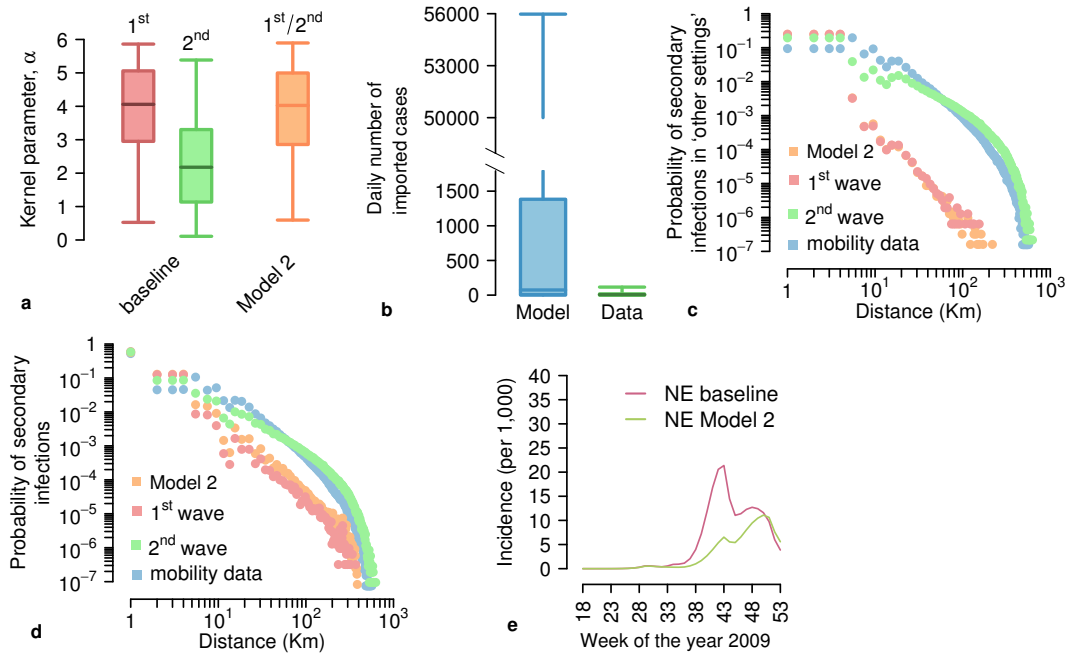 1st
2nd
1st/2nd
Kernel parameter, α
6
5
4
3
2
1
0
baseline
Model 2
a
Daily number of
imported cases
56000
53000
50000
1500
1000
500
0
Model
Data
b
Probability of secondary
infections in ‘other settings’
1
10⁻¹
10⁻²
10⁻³
10⁻⁴
10⁻⁵
10⁻⁶
10⁻⁷
Model 2
1st wave
2nd wave
mobility data
1
10¹
10²
10³
Distance (Km)
c
Probability of secondary
infections
1
10⁻¹
10⁻²
10⁻³
10⁻⁴
10⁻⁵
10⁻⁶
10⁻⁷
Model 2
1st wave
2nd wave
mobility data
1
10¹
10²
10³
Distance (Km)
d
Incidence (per 1,000)
40
35
30
25
20
15
10
5
0
NE baseline
NE Model 2
18
23
28
33
38
43
48
53
Week of the year 2009
e